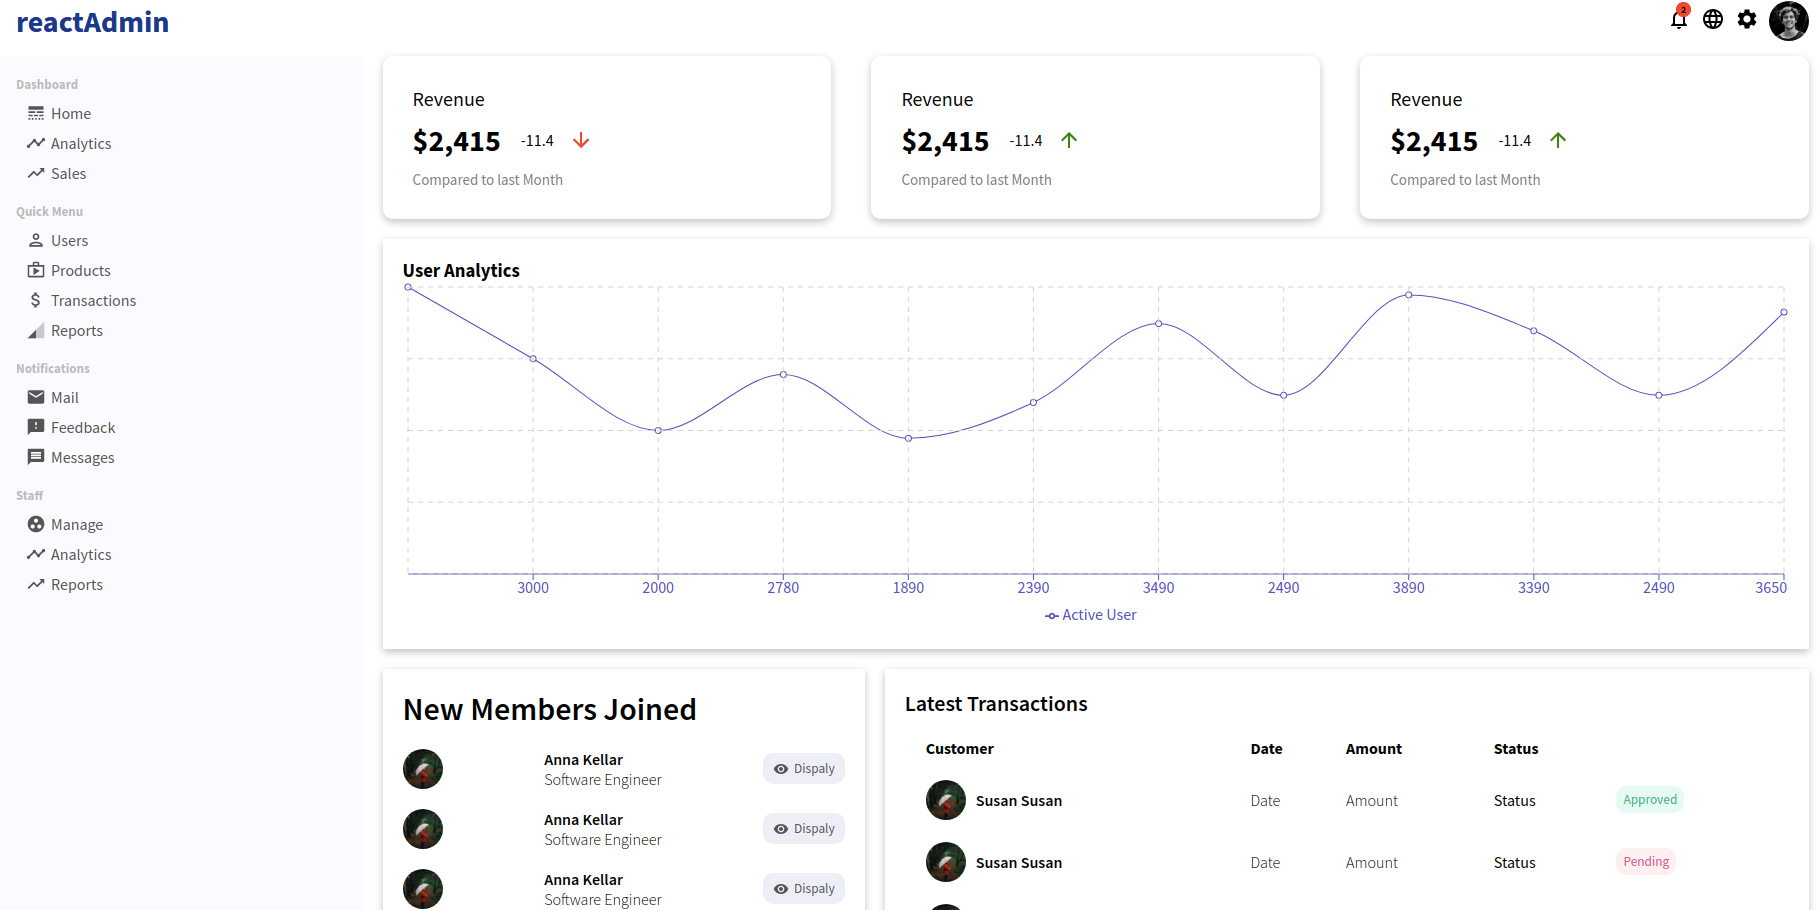 reactAdmin
2
Dashboard
Home
Analytics
Sales
Quick Menu
Users
Products
Transactions
Reports
Notifications
Mail
Feedback
Messages
Staff
Manage
Analytics
Reports
Revenue
$2,415 -11.4
Compared to last Month
Revenue
$2,415 -11.4
Compared to last Month
Revenue
$2,415 -11.4
Compared to last Month
User Analytics
3000 2000 2780 1890 2390 3490 2490 3890 3390 2490 3650
Active User
New Members Joined
Anna Kellar
Software Engineer
Dispaly
Anna Kellar
Software Engineer
Dispaly
Anna Kellar
Software Engineer
Dispaly
Latest Transactions
Customer Date Amount Status
Susan Susan Date Amount Status Approved
Susan Susan Date Amount Status Pending